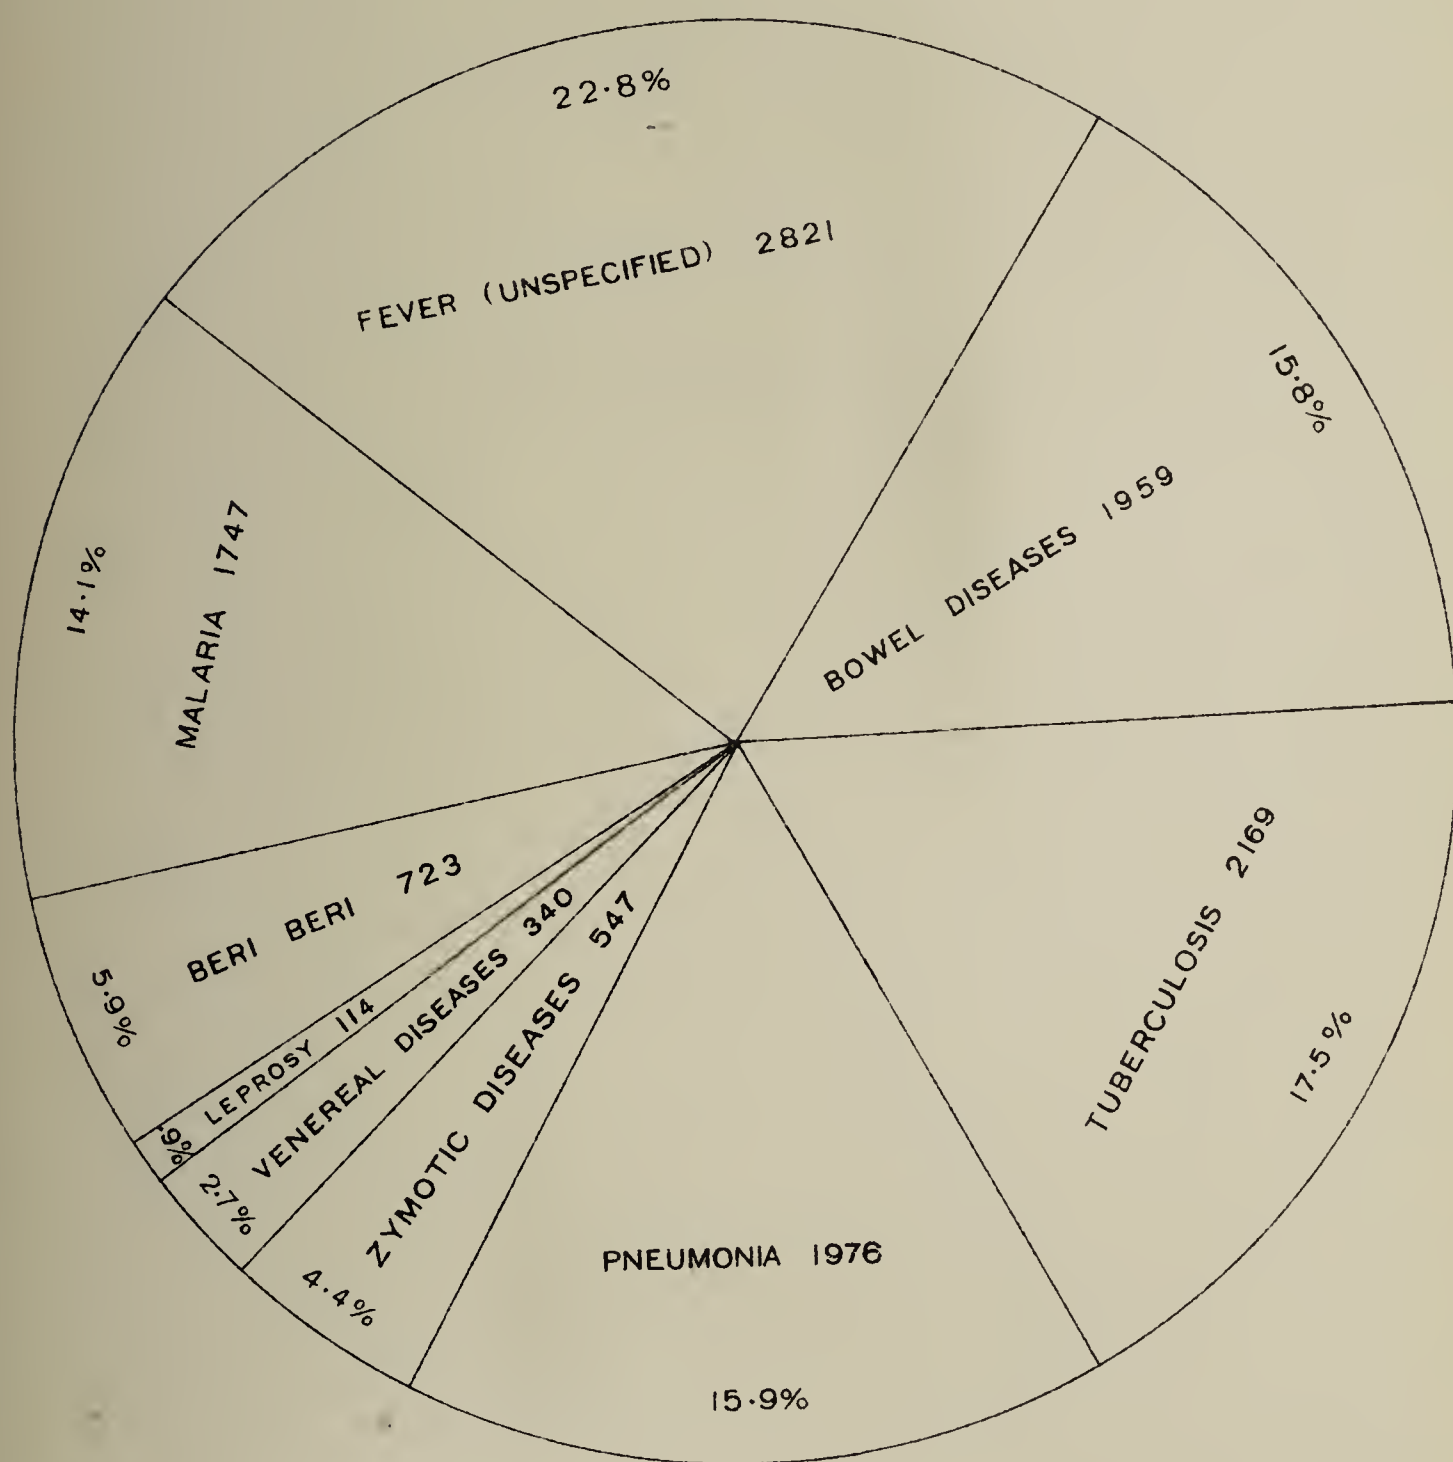 22·8%
FEVER (UNSPECIFIED) 2821
15·8%
BOWEL DISEASES 1959
TUBERCULOSIS 2169
17·5%
PNEUMONIA 1976
15·9%
ZYMOTIC DISEASES 547
4·4%
VENEREAL DISEASES 340
2·7%
LEPROSY 114
·9%
BERI BERI 723
5·9%
MALARIA 1747
14·1%